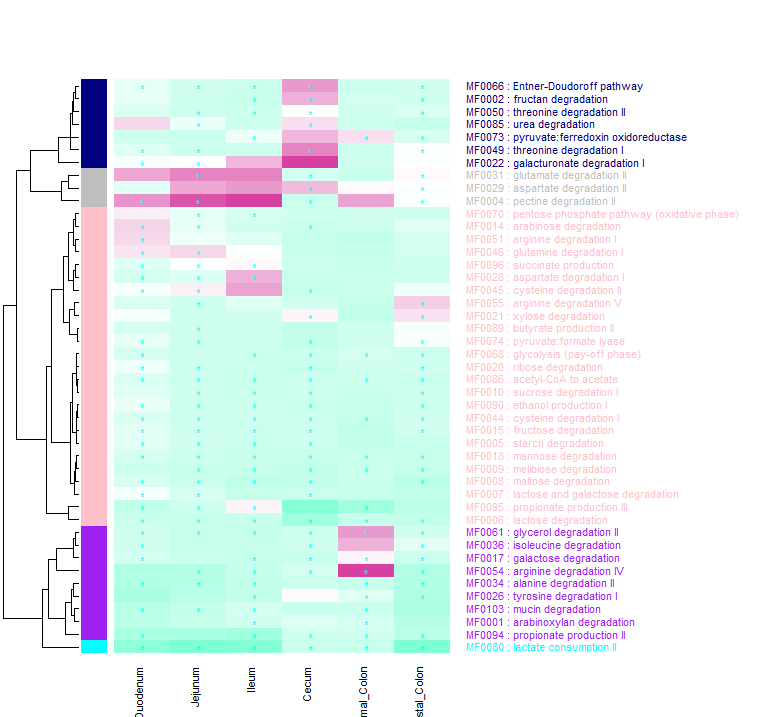 MF0066 : Entner-Doudoroff pathway
MF0002 : fructan degradation
MF0050 : threonine degradation II
MF0085 : urea degradation
MF0073 : pyruvate:ferredoxin oxidoreductase
MF0049 : threonine degradation I
MF0022 : galacturonate degradation I
MF0031 : glutamate degradation II
MF0029 : aspartate degradation II
MF0004 : pectine degradation II
MF0070 : pentose phosphate pathway (oxidative phase)
MF0014 : arabinose degradation
MF0051 : arginine degradation I
MF0046 : glutamine degradation I
MF0096 : succinate production
MF0028 : aspartate degradation I
MF0045 : cysteine degradation II
MF0055 : arginine degradation V
MF0021 : xylose degradation
MF0089 : butyrate production II
MF0074 : pyruvate:formate lyase
MF0068 : glycolysis (pay-off phase)
MF0020 : ribose degradation
MF0086 : acetyl-CoA to acetate
MF0010 : sucrose degradation I
MF0090 : ethanol production I
MF0044 : cysteine degradation I
MF0015 : fructose degradation
MF0005 : starch degradation
MF0018 : mannose degradation
MF0009 : melibiose degradation
MF0008 : maltose degradation
MF0007 : lactose and galactose degradation
MF0095 : propionate production III
MF0006 : lactose degradation
MF0061 : glycerol degradation II
MF0036 : isoleucine degradation
MF0017 : galactose degradation
MF0054 : arginine degradation IV
MF0034 : alanine degradation II
MF0026 : tyrosine degradation I
MF0103 : mucin degradation
MF0001 : arabinoxylan degradation
MF0094 : propionate production II
MF0080 : lactate consumption II
Duodenum
Jejunum
Ileum
Cecum
mal_Colon
stal_Colon